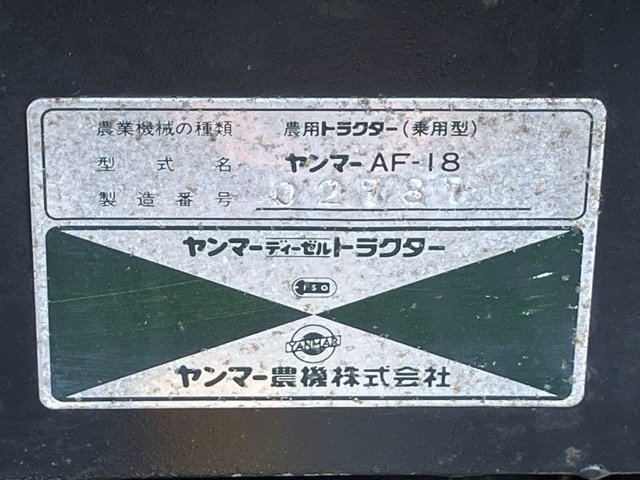 農業機械の種類 農用トラクター(乗用型)
型式名 ヤンマー AF-18
製造番号 02787
ヤンマーディーゼルトラクター
ISO
YANMAR
ヤンマー農機株式会社